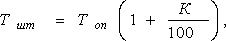 T шт = T оп ( 1 + К / 100 ) ,